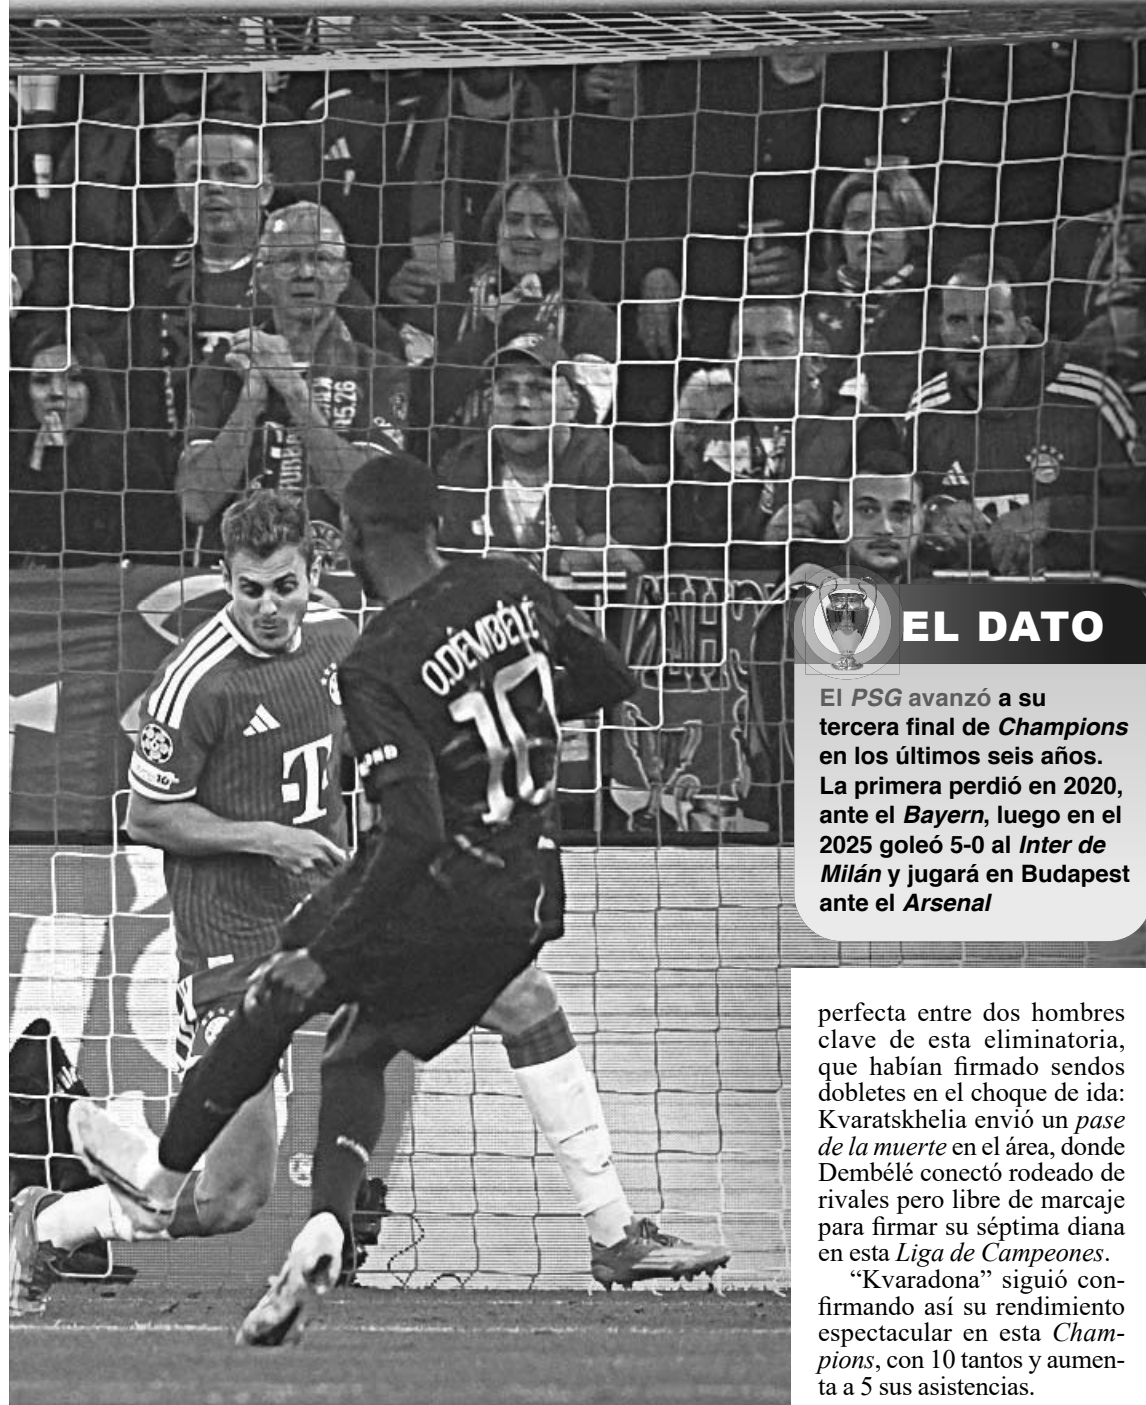 15.26
O.DEMBÉLÉ
10
T
EL DATO
El PSG avanzó a su
tercera final de Champions
en los últimos seis años.
La primera perdió en 2020,
ante el Bayern, luego en el
2025 goleó 5-0 al Inter de
Milán y jugará en Budapest
ante el Arsenal
perfecta entre dos hombres
clave de esta eliminatoria,
que habían firmado sendos
dobletes en el choque de ida:
Kvaratskhelia envió un pase
de la muerte en el área, donde
Dembélé conectó rodeado de
rivales pero libre de marcaje
para firmar su séptima diana
en esta Liga de Campeones.
“Kvaradona” siguió con-
firmando así su rendimiento
espectacular en esta Cham-
pions, con 10 tantos y aumen-
ta a 5 sus asistencias.